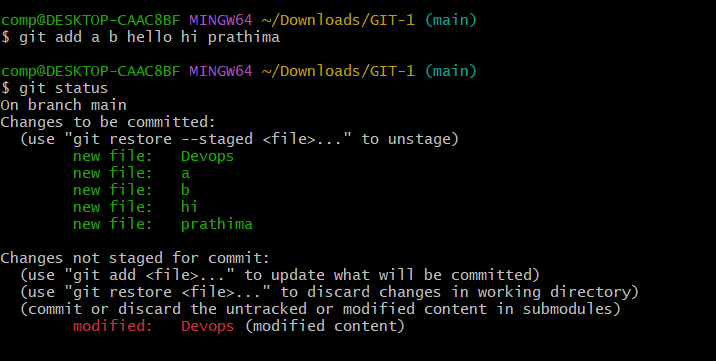 comp@DESKTOP-CAAC8BF MINGW64 ~/Downloads/GIT-1 (main)
$ git add a b hello hi prathima
comp@DESKTOP-CAAC8BF MINGW64 ~/Downloads/GIT-1 (main)
$ git status
On branch main
Changes to be committed:
  (use "git restore --staged <file>..." to unstage)
        new file:   Devops
        new file:   a
        new file:   b
        new file:   hi
        new file:   prathima
Changes not staged for commit:
  (use "git add <file>..." to update what will be committed)
  (use "git restore <file>..." to discard changes in working directory)
  (commit or discard the untracked or modified content in submodules)
        modified:   Devops (modified content)